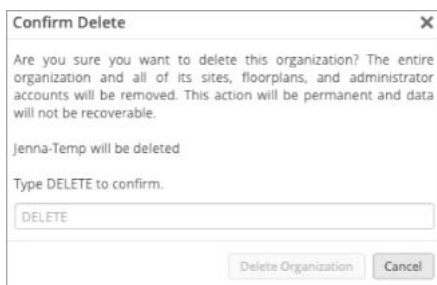 Confirm Delete
Are you sure you want to delete this organization? The entire
organization and all of its sites, floorplans, and administrator
accounts will be removed. This action will be permanent and data
will not be recoverable.
Jenna-Temp will be deleted
Type DELETE to confirm.
DELETE
Delete Organization Cancel